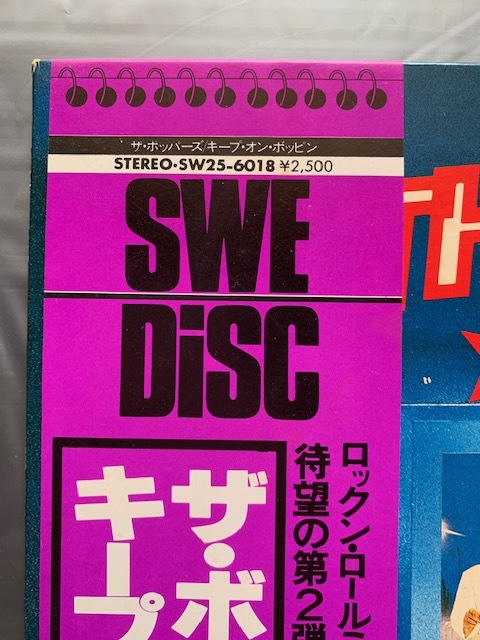 ザ・ボッパーズ/キープ・オン・ボッピン
STEREO・SW25-6018 ¥2,500
SWE
DiSC
ロックン・ロール
待望の第2弾
ザ・ボ
キープ
TH